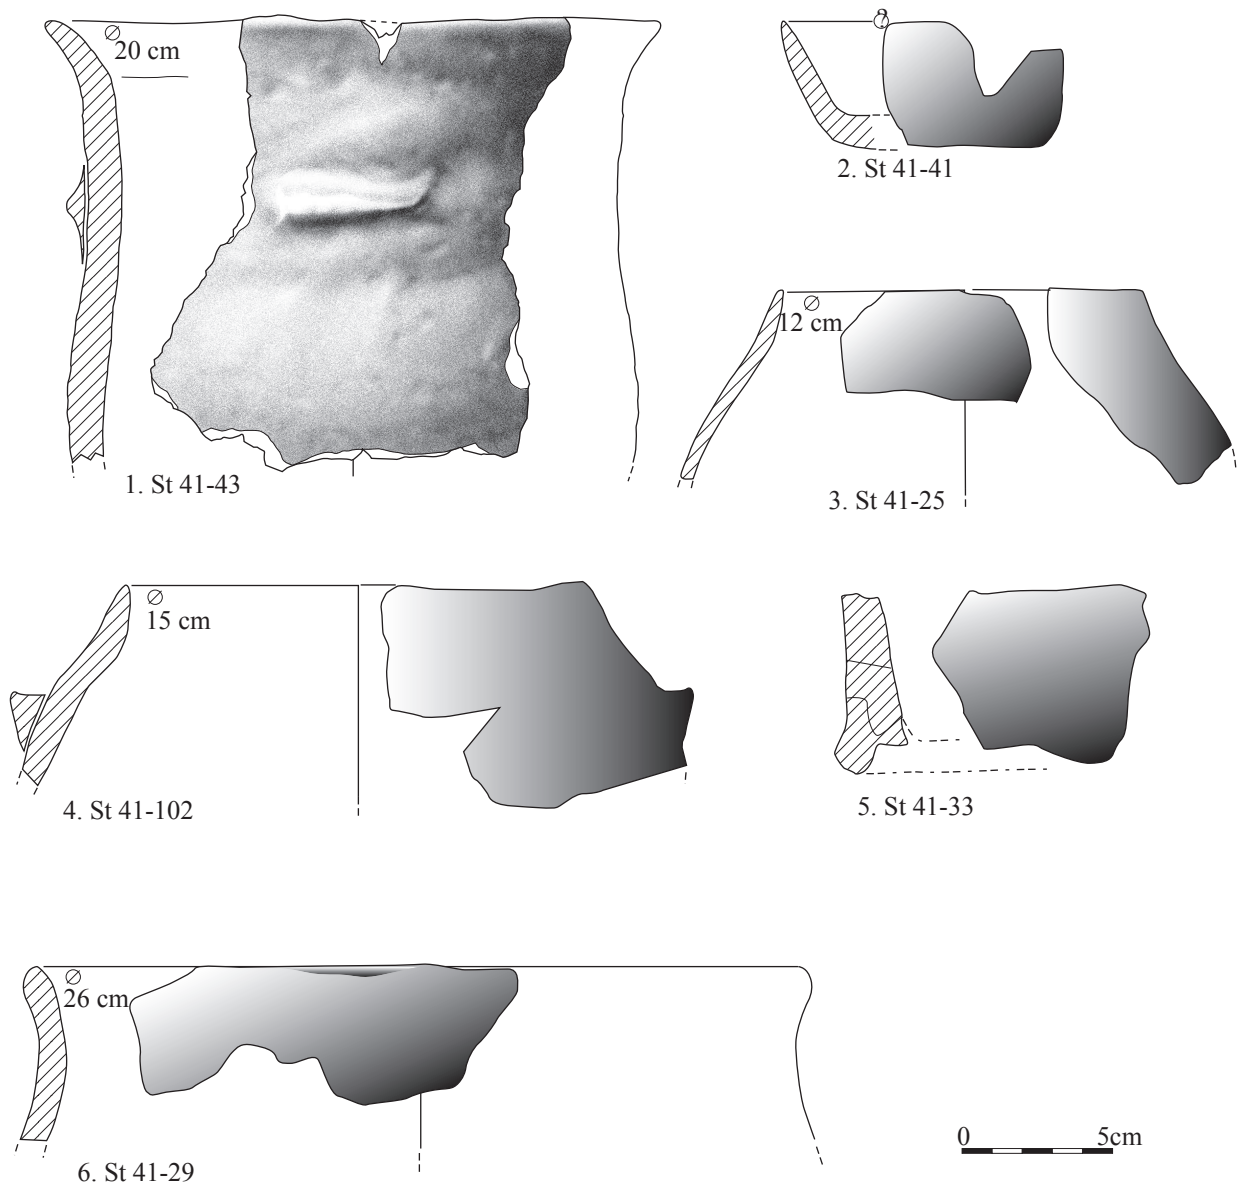 ⌀
20 cm
1. St 41-43
?
2. St 41-41
⌀
12 cm
3. St 41-25
⌀
15 cm
4. St 41-102
5. St 41-33
⌀
26 cm
6. St 41-29
0 5cm